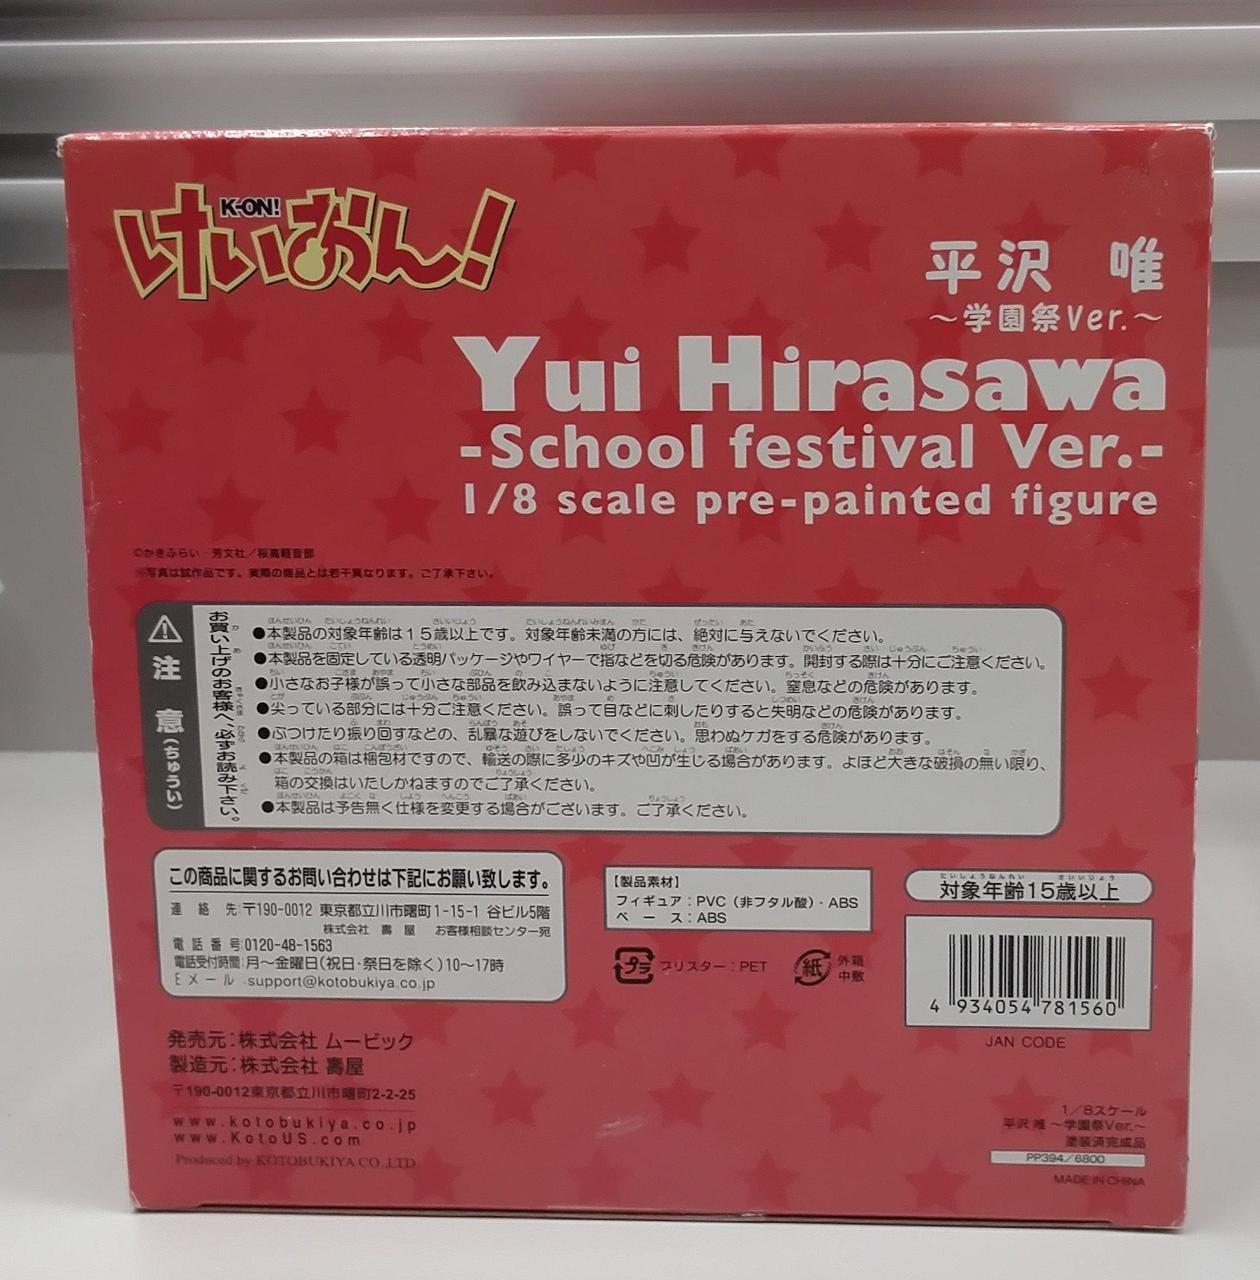 K-ON!
けいおん!
平沢 唯
～学園祭Ver.～
Yui Hirasawa
-School festival Ver.-
1/8 scale pre-painted figure
©かきふらい・芳文社／桜高軽音部
※写真は試作品です。実際の商品とは若干異なります。ご了承下さい。
注意(ちゅうい)
お買い上げのお客様へ、必ずお読み下さい。
●本製品の対象年齢は15歳以上です。対象年齢未満の方には、絶対に与えないでください。
●本製品を固定している透明パッケージやワイヤーで指などを切る危険があります。開封する際は十分にご注意ください。
●小さなお子様が誤って小さな部品を飲み込まないように注意してください。窒息などの危険があります。
●尖っている部分には十分ご注意ください。誤って目などに刺したりすると失明などの危険があります。
●ぶつけたり振り回すなどの、乱暴な遊びをしないでください。思わぬケガをする危険があります。
●本製品の箱は梱包材ですので、輸送の際に多少のキズや凹が生じる場合があります。よほど大きな破損の無い限り、
箱の交換はいたしかねますのでご了承ください。
●本製品は予告無く仕様を変更する場合がございます。ご了承ください。
この商品に関するお問い合わせは下記にお願い致します。
連絡先:〒190-0012 東京都立川市曙町1-15-1 谷ビル5階
株式会社 壽屋 お客様相談センター宛
電話番号:0120-48-1563
電話受付時間:月～金曜日(祝日・祭日を除く)10～17時
Eメール :support@kotobukiya.co.jp
【製品素材】
フィギュア：PVC（非フタル酸）・ABS
ベース：ABS
プラ ブリスター：PET
紙 外箱
中敷
対象年齢15歳以上
4 934054 781560
JAN CODE
発売元：株式会社 ムービック
製造元：株式会社 壽屋
〒190-0012東京都立川市曙町2-2-25
www.kotobukiya.co.jp
www.KotoUS.com
Produced by KOTOBUKIYA CO.,LTD.
1／8スケール
平沢 唯 ～学園祭Ver.～
塗装済完成品
PP394／6800
MADE IN CHINA